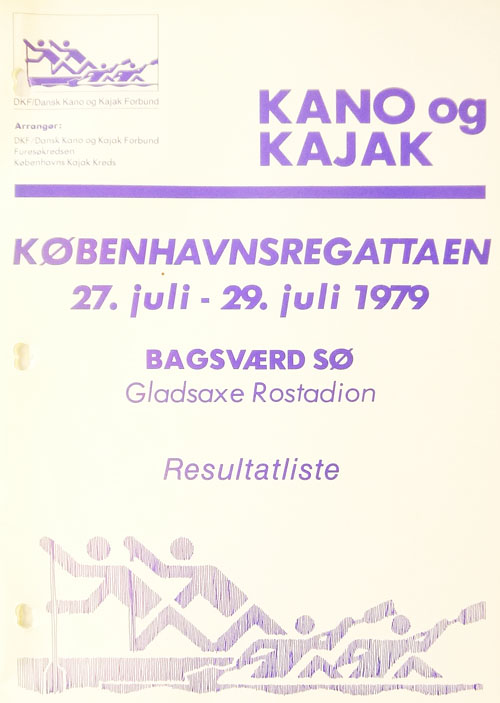 DKF/Dansk Kano og Kajak Forbund
Arrangør:
DKF/Dansk Kano og Kajak Forbund
Furesøkredsen
Københavns Kajak Kreds
KANO og
KAJAK
KØBENHAVNSREGATTAEN
27. juli - 29. juli 1979
BAGSVÆRD SØ
Gladsaxe Rostadion
Resultatliste